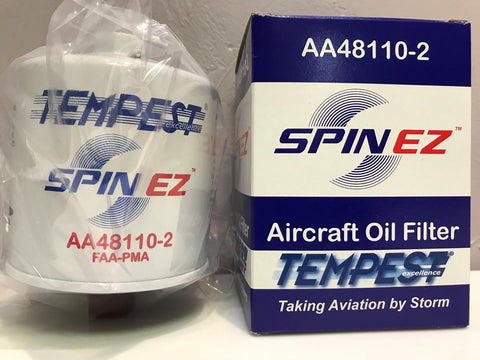 TEMPEST
excellence
SPIN EZ
AA48110-2
FAA-PMA
AA48110-2
SPIN EZ™
Aircraft Oil Filter
TEMPEST
excellence
Taking Aviation by Storm